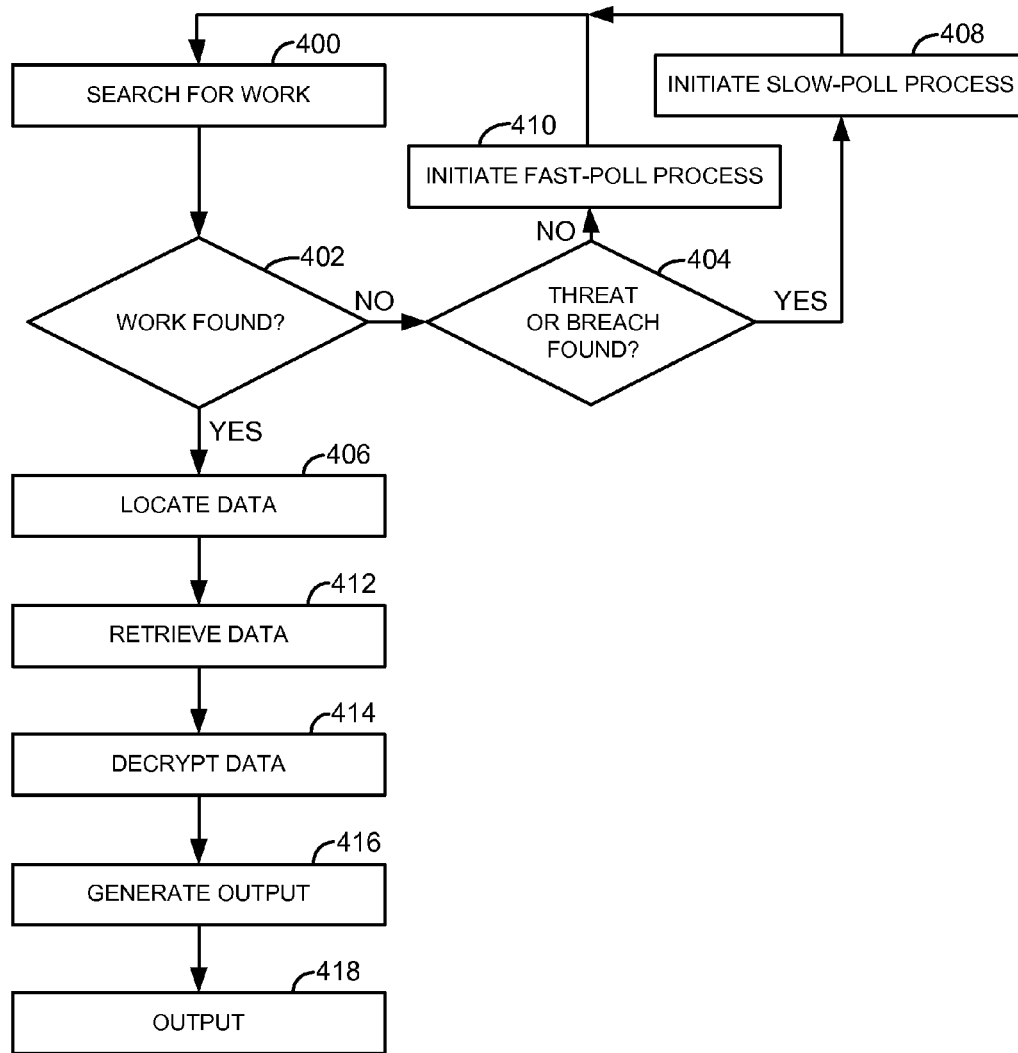 400
SEARCH FOR WORK
408
INITIATE SLOW-POLL PROCESS
410
INITIATE FAST-POLL PROCESS
402
WORK FOUND?
NO
NO
404
THREAT
OR BREACH
FOUND?
YES
YES
406
LOCATE DATA
412
RETRIEVE DATA
414
DECRYPT DATA
416
GENERATE OUTPUT
418
OUTPUT